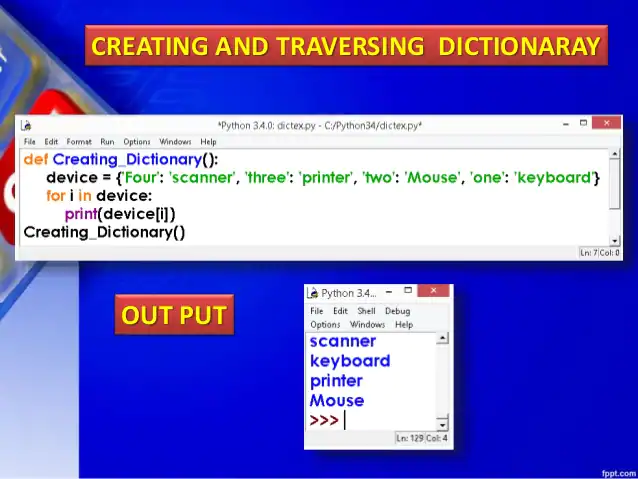 CREATING AND TRAVERSING DICTIONARAY
*Python 3.4.0: dictex.py - C:/Python34/dictex.py*
File Edit Format Run Options Windows Help
def Creating_Dictionary():
device = {'Four': 'scanner', 'three': 'printer', 'two': 'Mouse', 'one': 'keyboard'}
for i in device:
print(device[i])
Creating_Dictionary()
Ln: 7 Col: 0
OUT PUT
Python 3.4...
File Edit Shell Debug
Options Windows Help
scanner
keyboard
printer
Mouse
>>>
Ln: 129 Col: 4
fppt.com